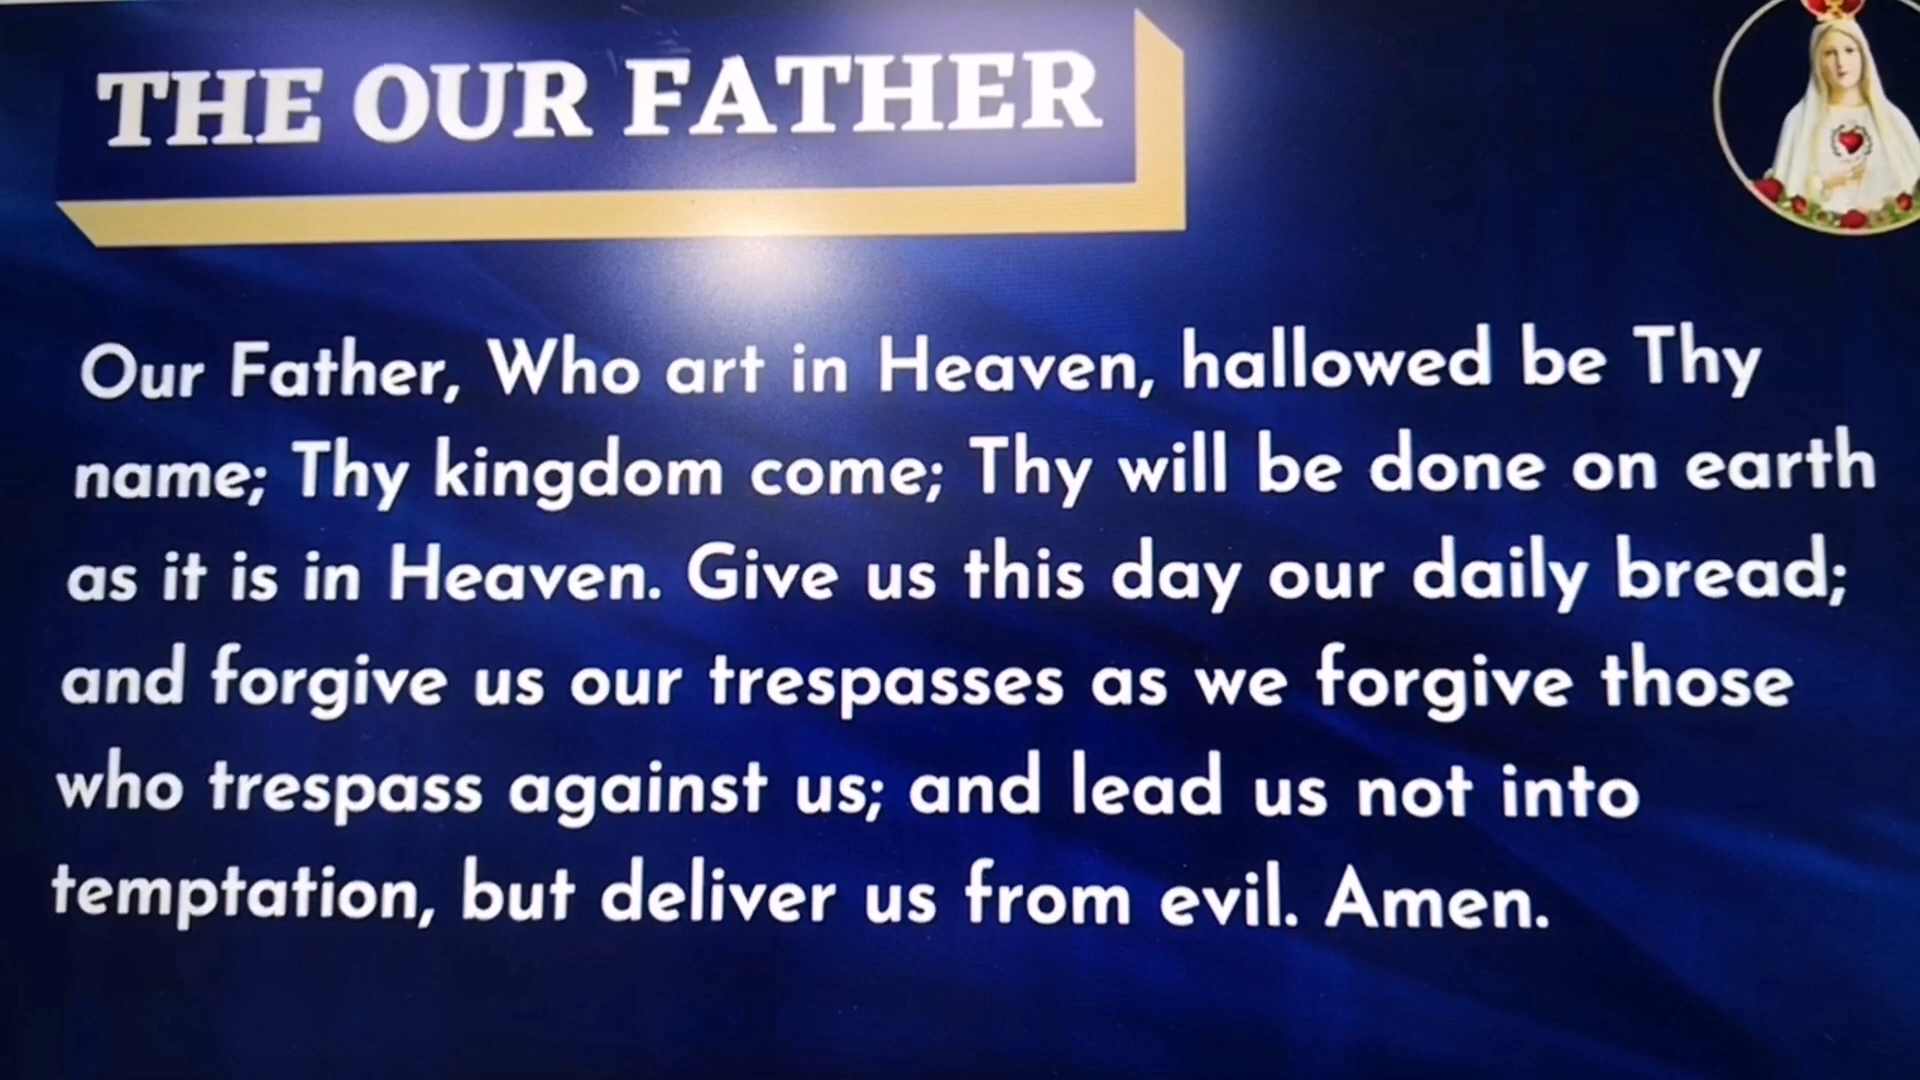 THE OUR FATHER
Our Father, Who art in Heaven, hallowed be Thy
name; Thy kingdom come; Thy will be done on earth
as it is in Heaven. Give us this day our daily bread;
and forgive us our trespasses as we forgive those
who trespass against us; and lead us not into
temptation, but deliver us from evil. Amen.